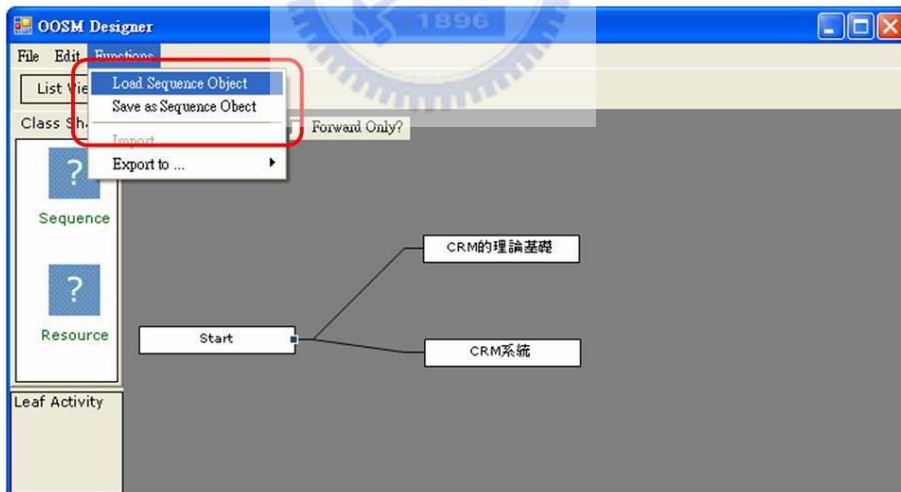 OOSM Designer
1896
File Edit Functions
Load Sequence Object
Save as Sequence Obect
Import
Export to ...
List Vie
Class Sh
Forward Only?
Sequence
Resource
Leaf Activity
CRM的理論基礎
Start
CRM系統